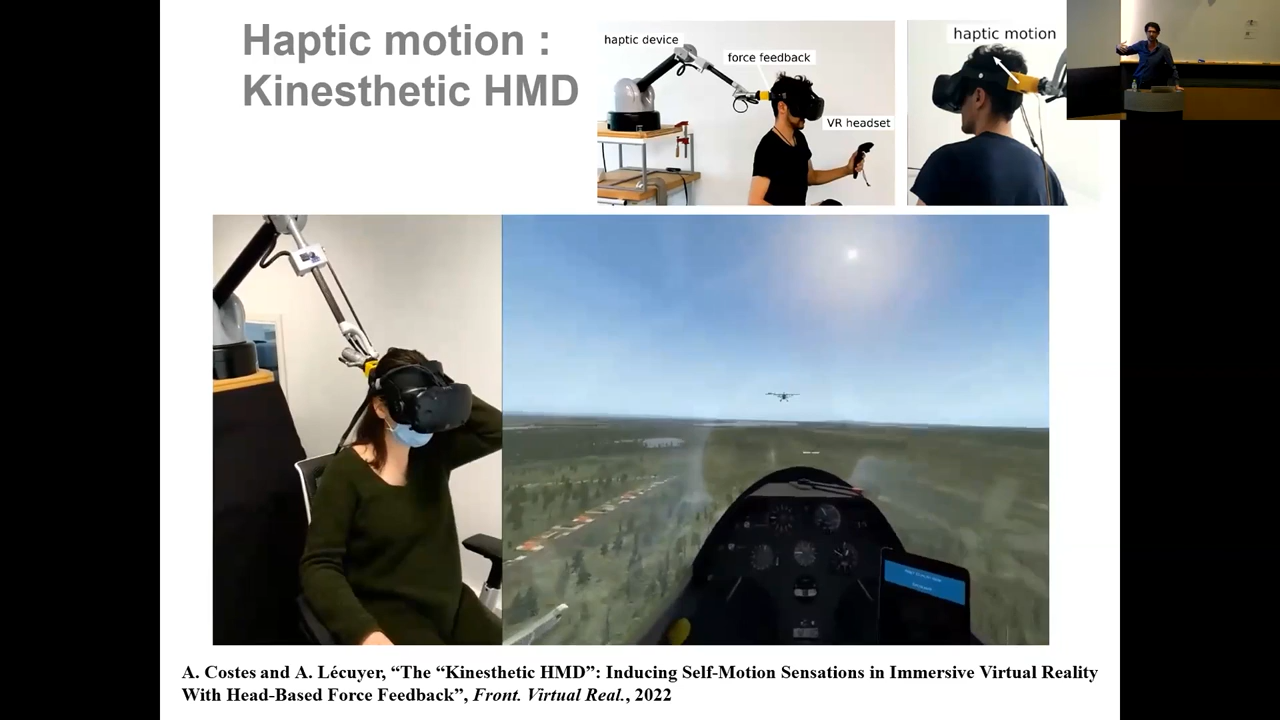 Haptic motion :
Kinesthetic HMD
haptic device
force feedback
VR headset
haptic motion
A. Costes and A. Lécuyer, “The “Kinesthetic HMD”: Inducing Self-Motion Sensations in Immersive Virtual Reality
With Head-Based Force Feedback”, Front. Virtual Real., 2022